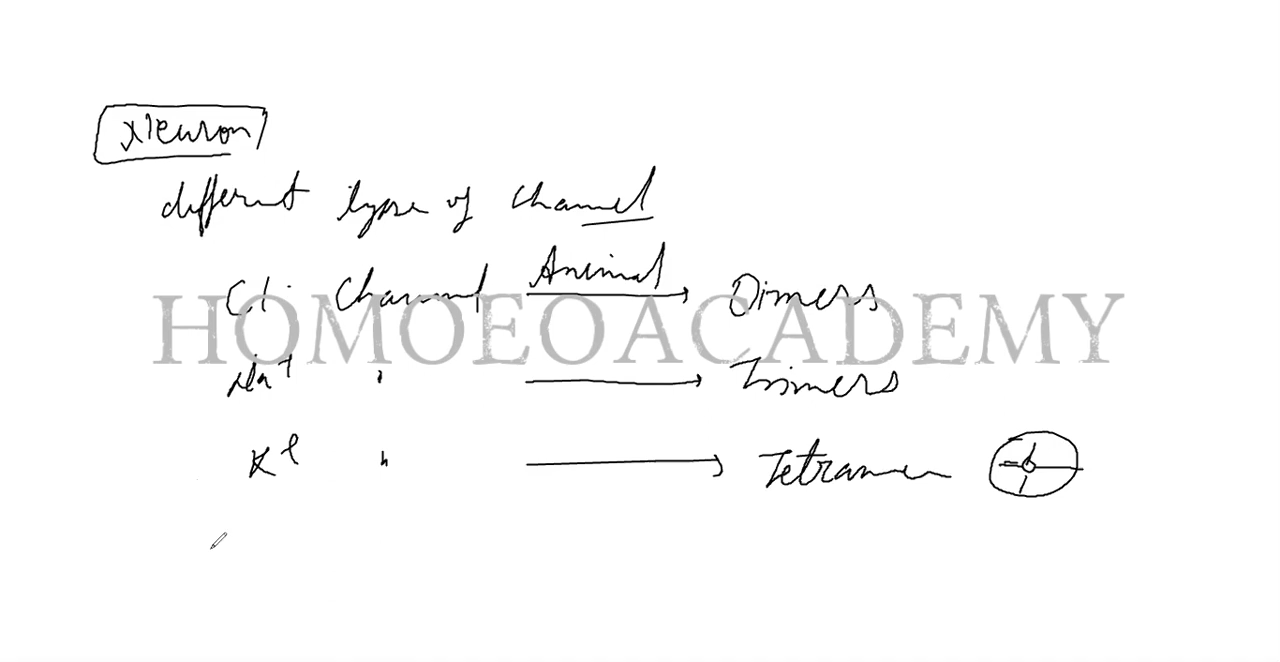 Neuron
different type of channel
Cl- Channel Animal → Dimers
HOMOEOACADEMY
Na+ " → Trimers
K+ " → Tetramer